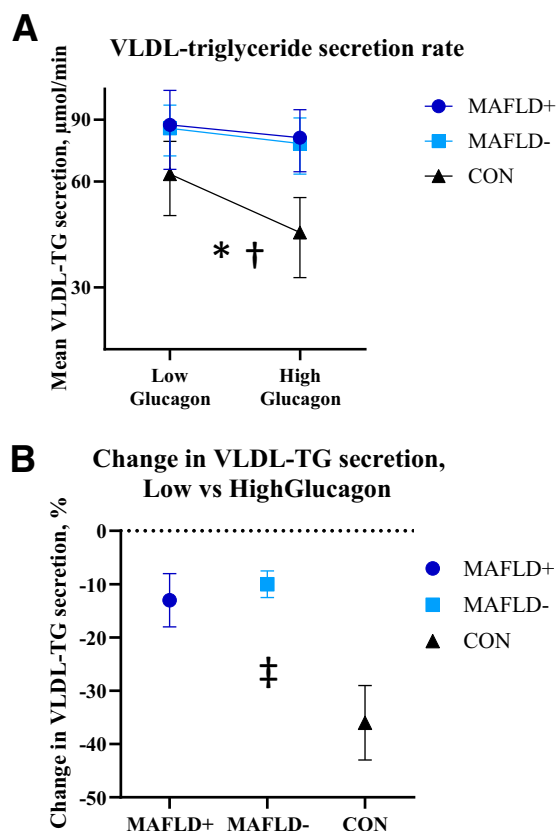 A
VLDL-triglyceride secretion rate
Mean VLDL-TG secretion, μmol/min
90
60
30
* †
Low
Glucagon
High
Glucagon
MAFLD+
MAFLD-
CON
B
Change in VLDL-TG secretion,
Low vs HighGlucagon
Change in VLDL-TG secretion, %
0
-10
-20
-30
-40
-50
‡
MAFLD+
MAFLD-
CON
MAFLD+
MAFLD-
CON